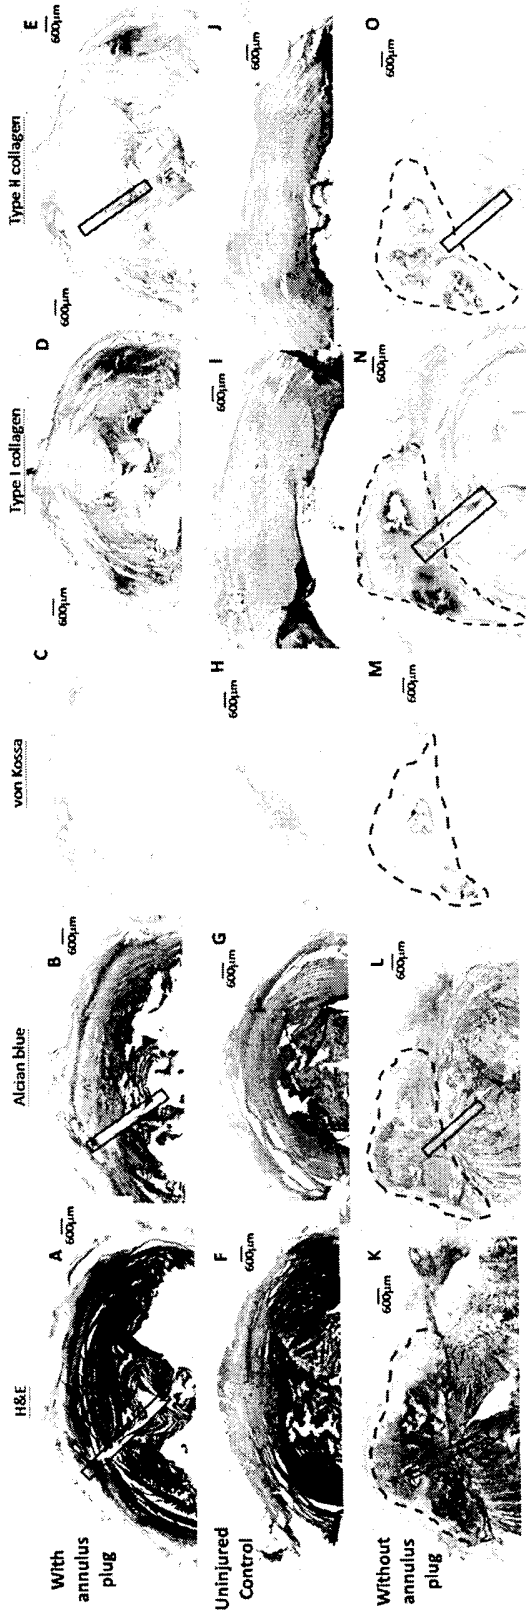 H&E
Alcian blue
von Kossa
Type I collagen
Type II collagen
With
annulus
plug
A
600µm
B
600µm
C
D
600µm
E
600µm
600µm
Uninjured
Control
F
600µm
G
600µm
H
600µm
I
600µm
J
600µm
Without
annulus
plug
K
600µm
L
600µm
M
600µm
N
600µm
O
600µm